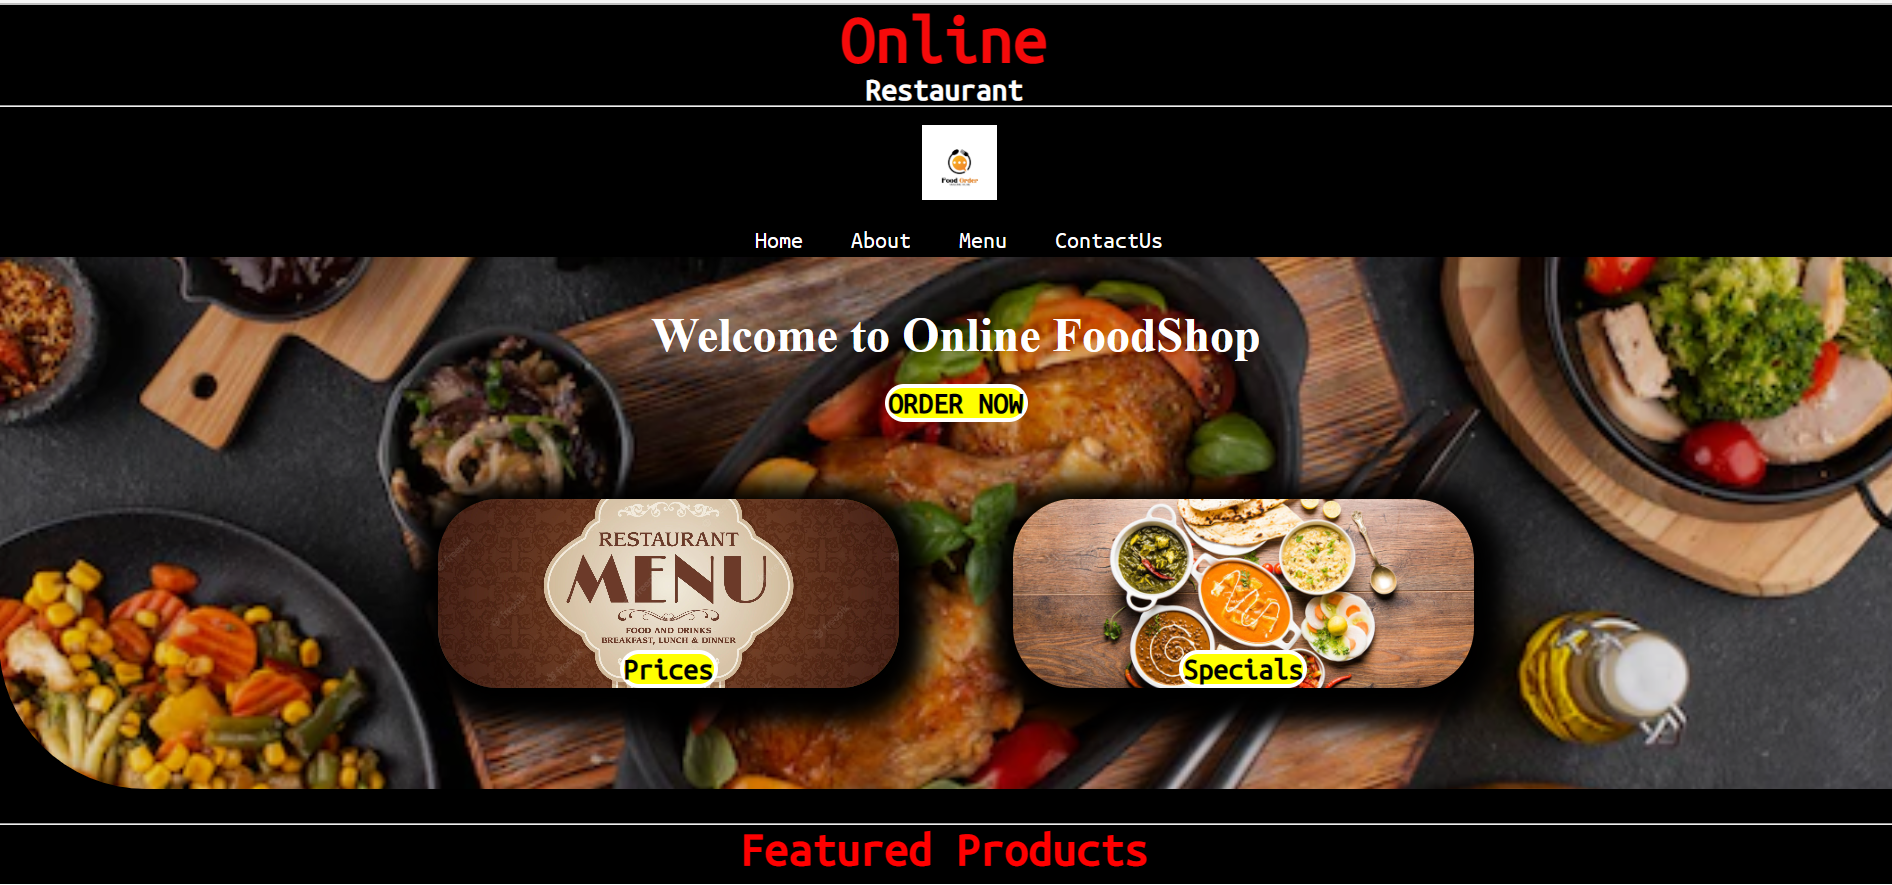 Online
Restaurant
Food Order
Home About Menu ContactUs
Welcome to Online FoodShop
ORDER NOW
RESTAURANT
MENU
FOOD AND DRINKS
BREAKFAST, LUNCH & DINNER
Prices
Specials
Featured Products